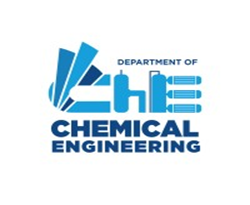 DEPARTMENT OF
ChE
CHEMICAL
ENGINEERING